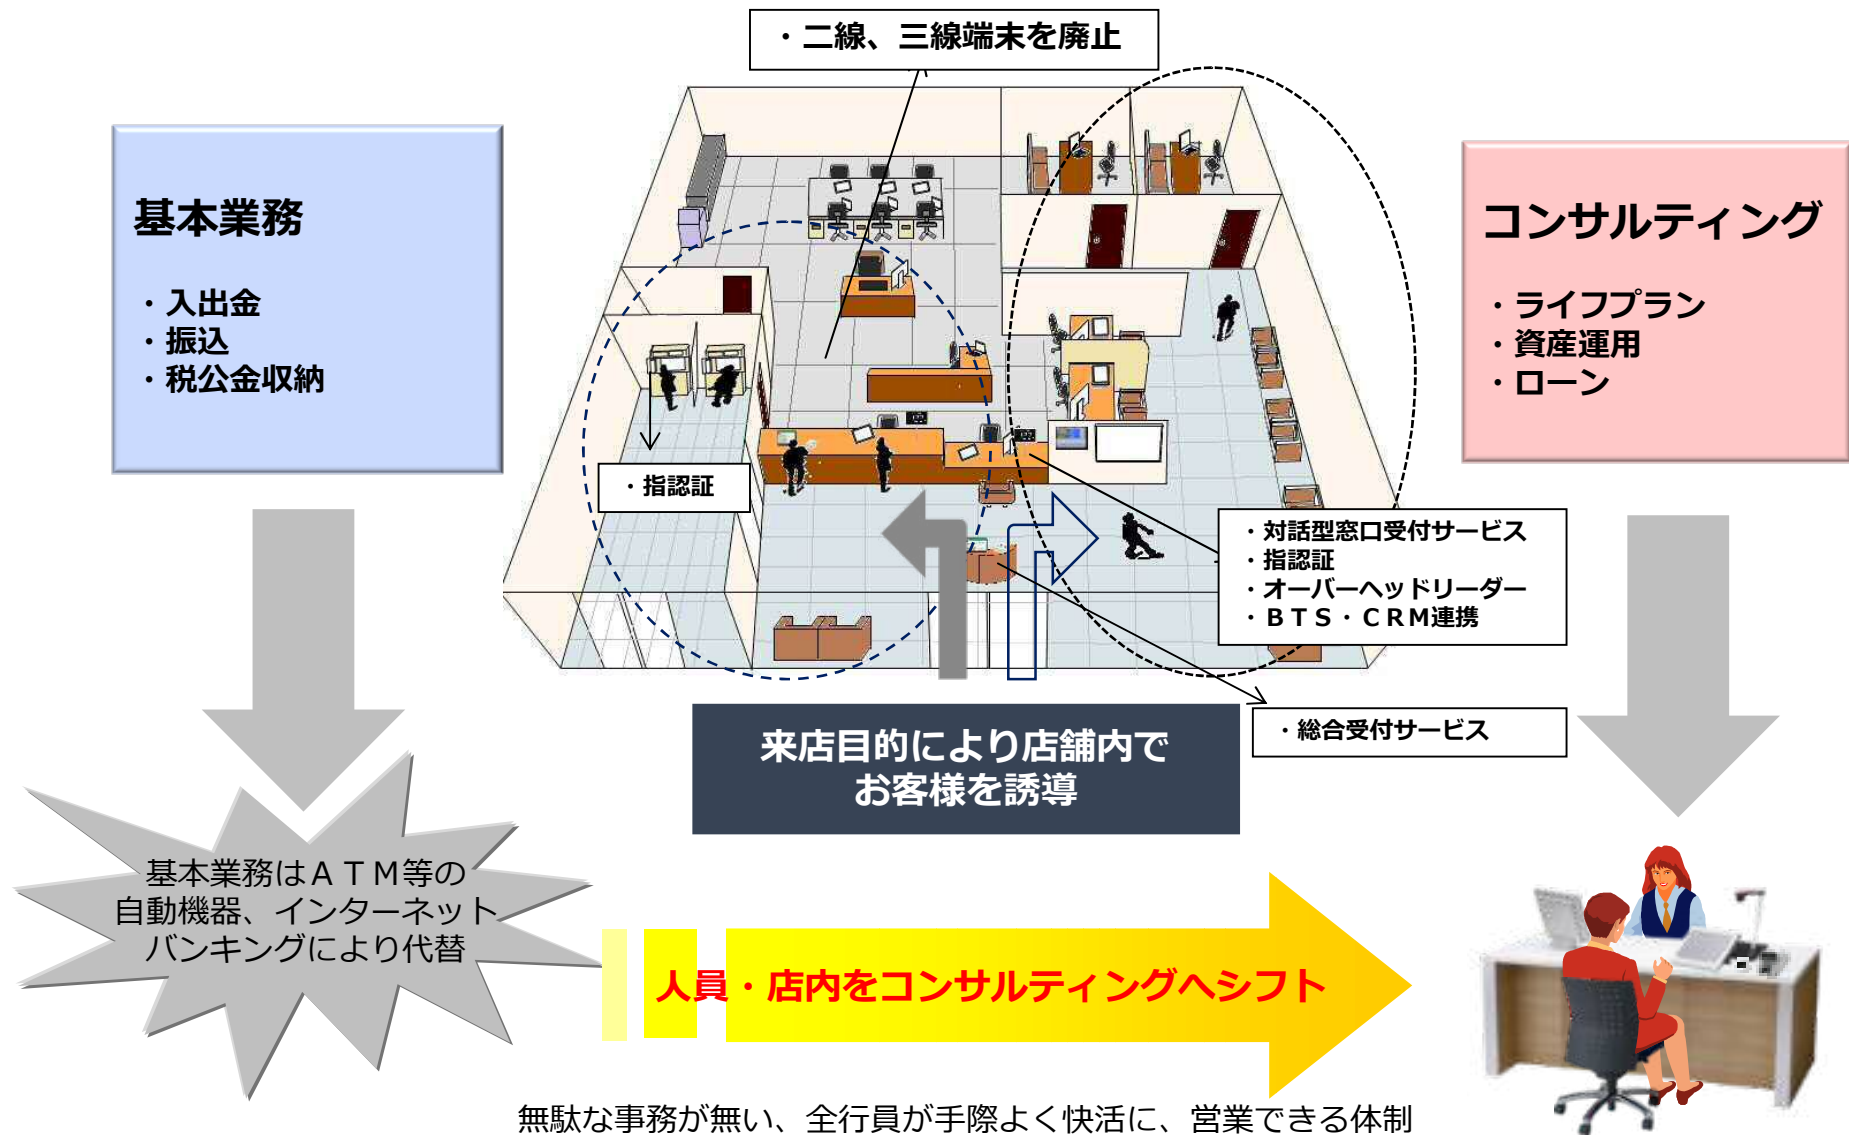 ・二線、三線端末を廃止
基本業務
・入出金
・振込
・税公金収納
コンサルティング
・ライフプラン
・資産運用
・ローン
・指認証
・対話型窓口受付サービス
・指認証
・オーバーヘッドリーダー
・ＢＴＳ・ＣＲＭ連携
・総合受付サービス
来店目的により店舗内で
お客様を誘導
基本業務はＡＴＭ等の
自動機器、インターネット
バンキングにより代替
人員・店内をコンサルティングへシフト
無駄な事務が無い、全行員が手際よく快活に、営業できる体制